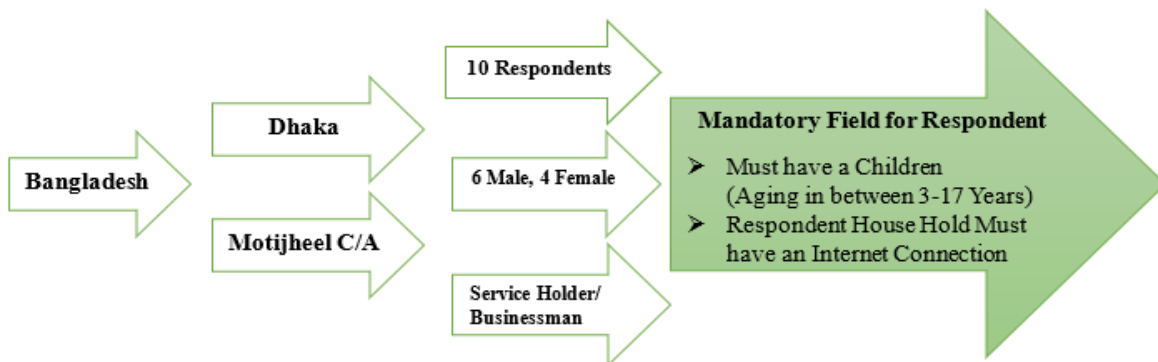 Bangladesh
Dhaka
Motijheel C/A
10 Respondents
6 Male, 4 Female
Service Holder/
Businessman
Mandatory Field for Respondent
➢ Must have a Children
(Aging in between 3-17 Years)
➢ Respondent House Hold Must
have an Internet Connection